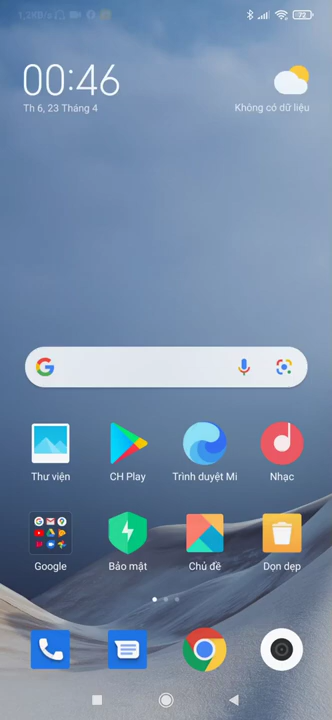 72
00:46
Th 6, 23 Tháng 4
Không có dữ liệu
Thư viện
CH Play
Trình duyệt Mi
Nhạc
Google
Bảo mật
Chủ đề
Dọn dẹp